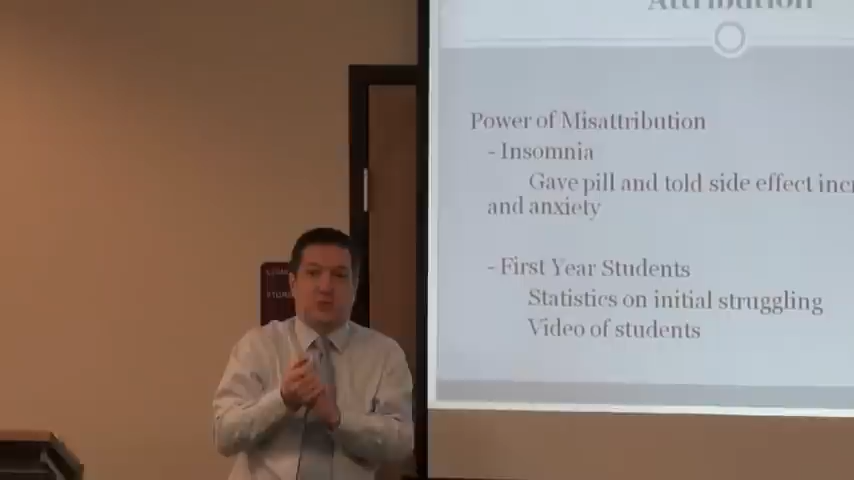 Attribution
Power of Misattribution
- Insomnia
Gave pill and told side effect
and anxiety
- First Year Students
Statistics on initial struggling
Video of students